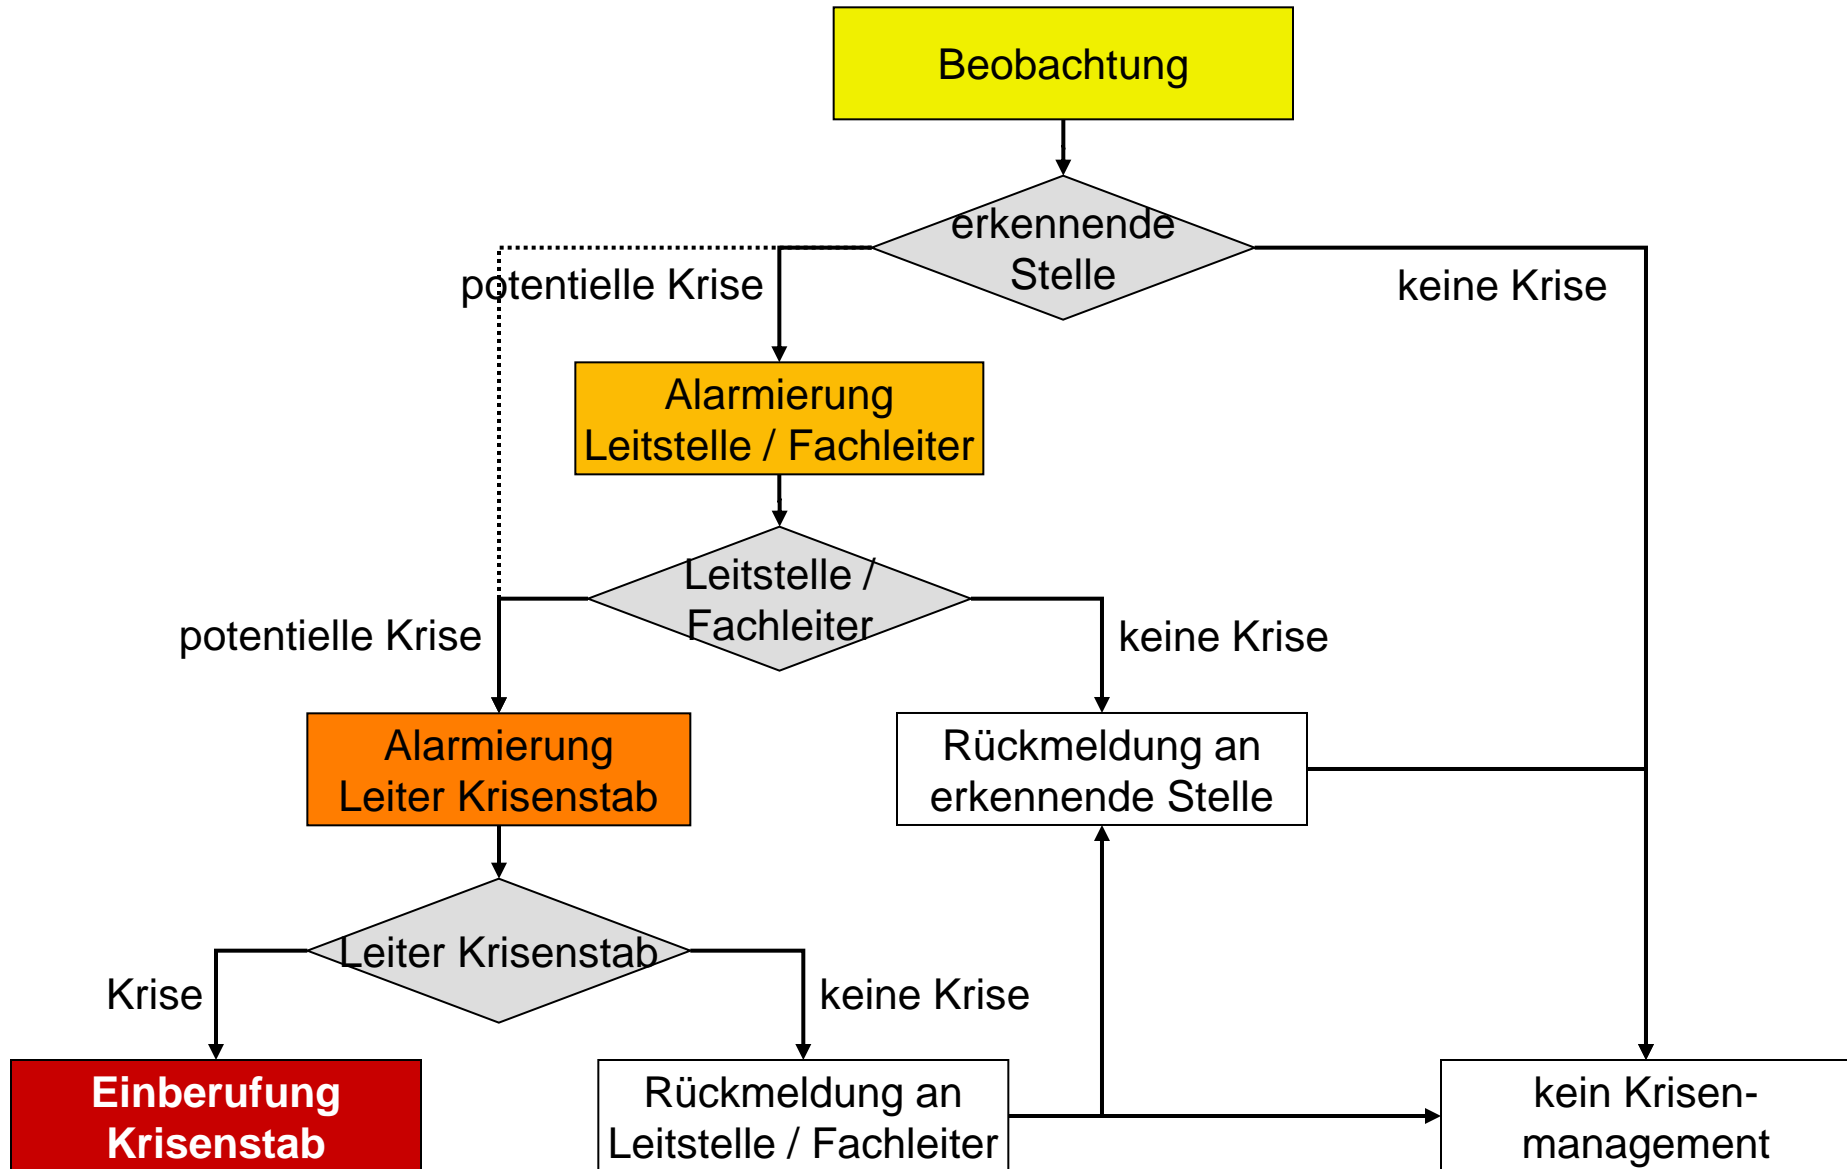 Beobachtung
erkennende
Stelle
potentielle Krise
keine Krise
Alarmierung
Leitstelle / Fachleiter
Leitstelle /
Fachleiter
potentielle Krise
keine Krise
Alarmierung
Leiter Krisenstab
Rückmeldung an
erkennende Stelle
Leiter Krisenstab
Krise
keine Krise
Einberufung
Krisenstab
Rückmeldung an
Leitstelle / Fachleiter
kein Krisen-
management